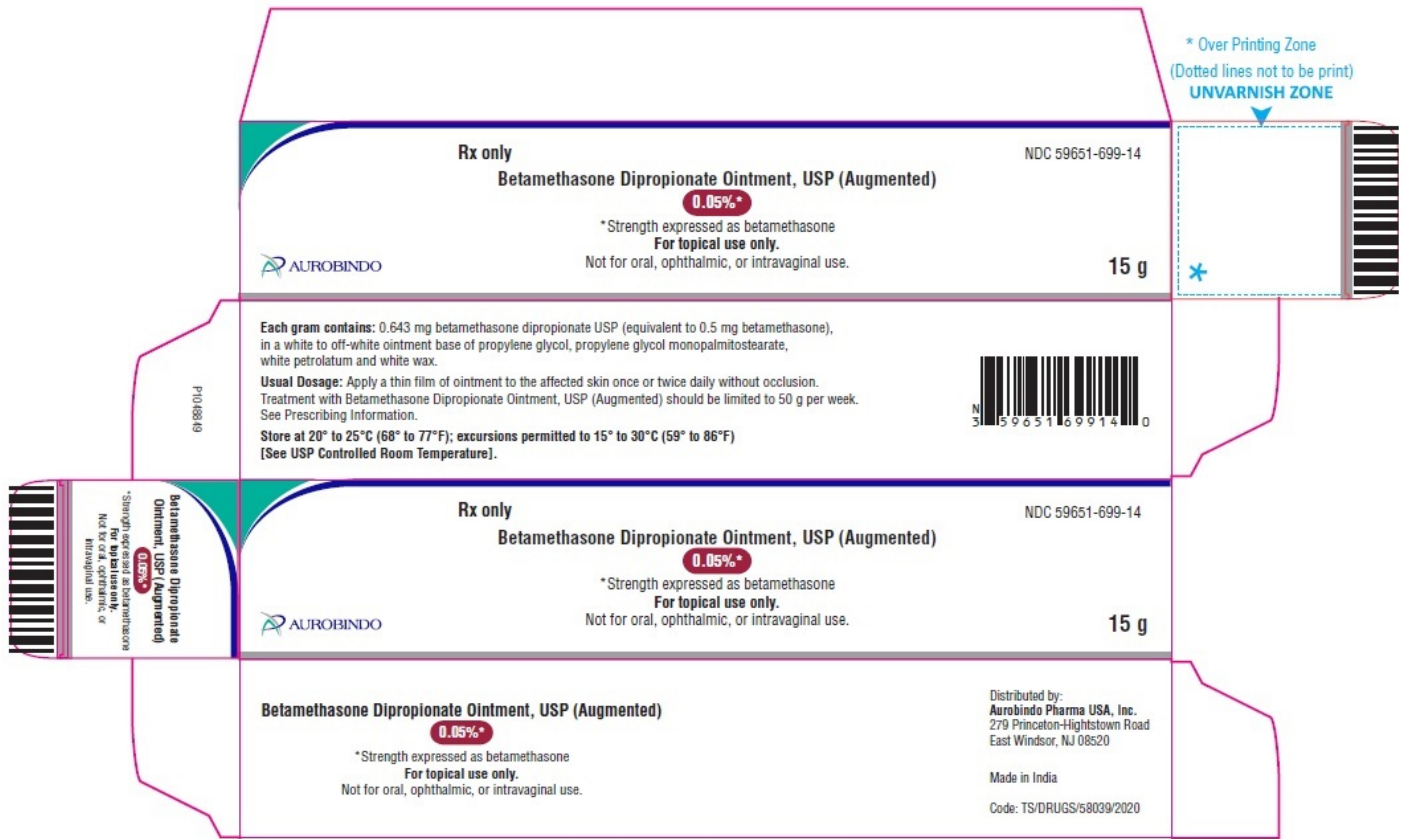 * Over Printing Zone
(Dotted lines not to be print)
UNVARNISH ZONE
Rx only
NDC 59651-699-14
Betamethasone Dipropionate Ointment, USP (Augmented)
0.05%*
*Strength expressed as betamethasone
For topical use only.
Not for oral, ophthalmic, or intravaginal use.
AUROBINDO
15 g
*
Each gram contains: 0.643 mg betamethasone dipropionate USP (equivalent to 0.5 mg betamethasone),
in a white to off-white ointment base of propylene glycol, propylene glycol monopalmitostearate,
white petrolatum and white wax.
Usual Dosage: Apply a thin film of ointment to the affected skin once or twice daily without occlusion.
Treatment with Betamethasone Dipropionate Ointment, USP (Augmented) should be limited to 50 g per week.
See Prescribing Information.
Store at 20° to 25°C (68° to 77°F); excursions permitted to 15° to 30°C (59° to 86°F)
[See USP Controlled Room Temperature].
P1048849
N
3 59651 69914 0
Betamethasone Dipropionate
Ointment, USP (Augmented)
0.05%*
*Strength expressed as betamethasone
For topical use only.
Not for oral, ophthalmic, or
intravaginal use.
Rx only
NDC 59651-699-14
Betamethasone Dipropionate Ointment, USP (Augmented)
0.05%*
*Strength expressed as betamethasone
For topical use only.
Not for oral, ophthalmic, or intravaginal use.
AUROBINDO
15 g
Betamethasone Dipropionate Ointment, USP (Augmented)
0.05%*
*Strength expressed as betamethasone
For topical use only.
Not for oral, ophthalmic, or intravaginal use.
Distributed by:
Aurobindo Pharma USA, Inc.
279 Princeton-Hightstown Road
East Windsor, NJ 08520
Made in India
Code: TS/DRUGS/58039/2020